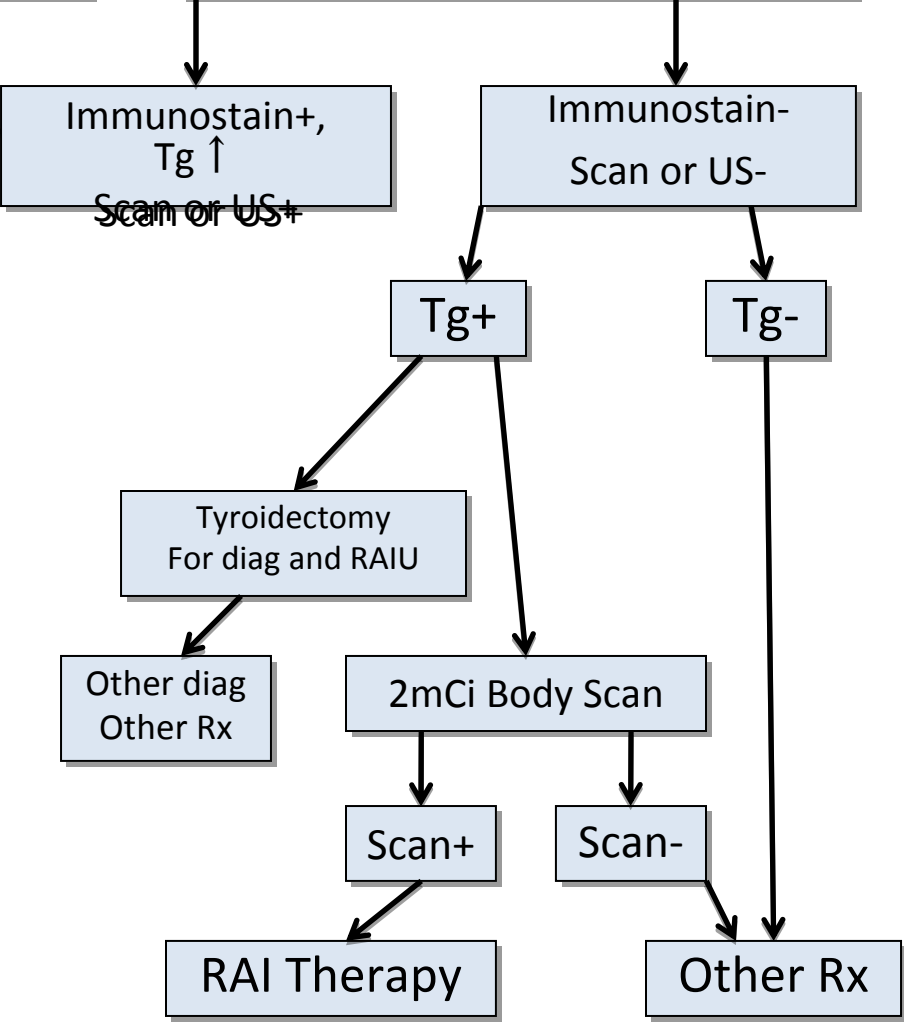 Immunostain+,
Tg ↑
Scan or US+
Immunostain-
Scan or US-
Tg+
Tg-
Tyroidectomy
For diag and RAIU
Other diag
Other Rx
2mCi Body Scan
Scan+
Scan-
RAI Therapy
Other Rx